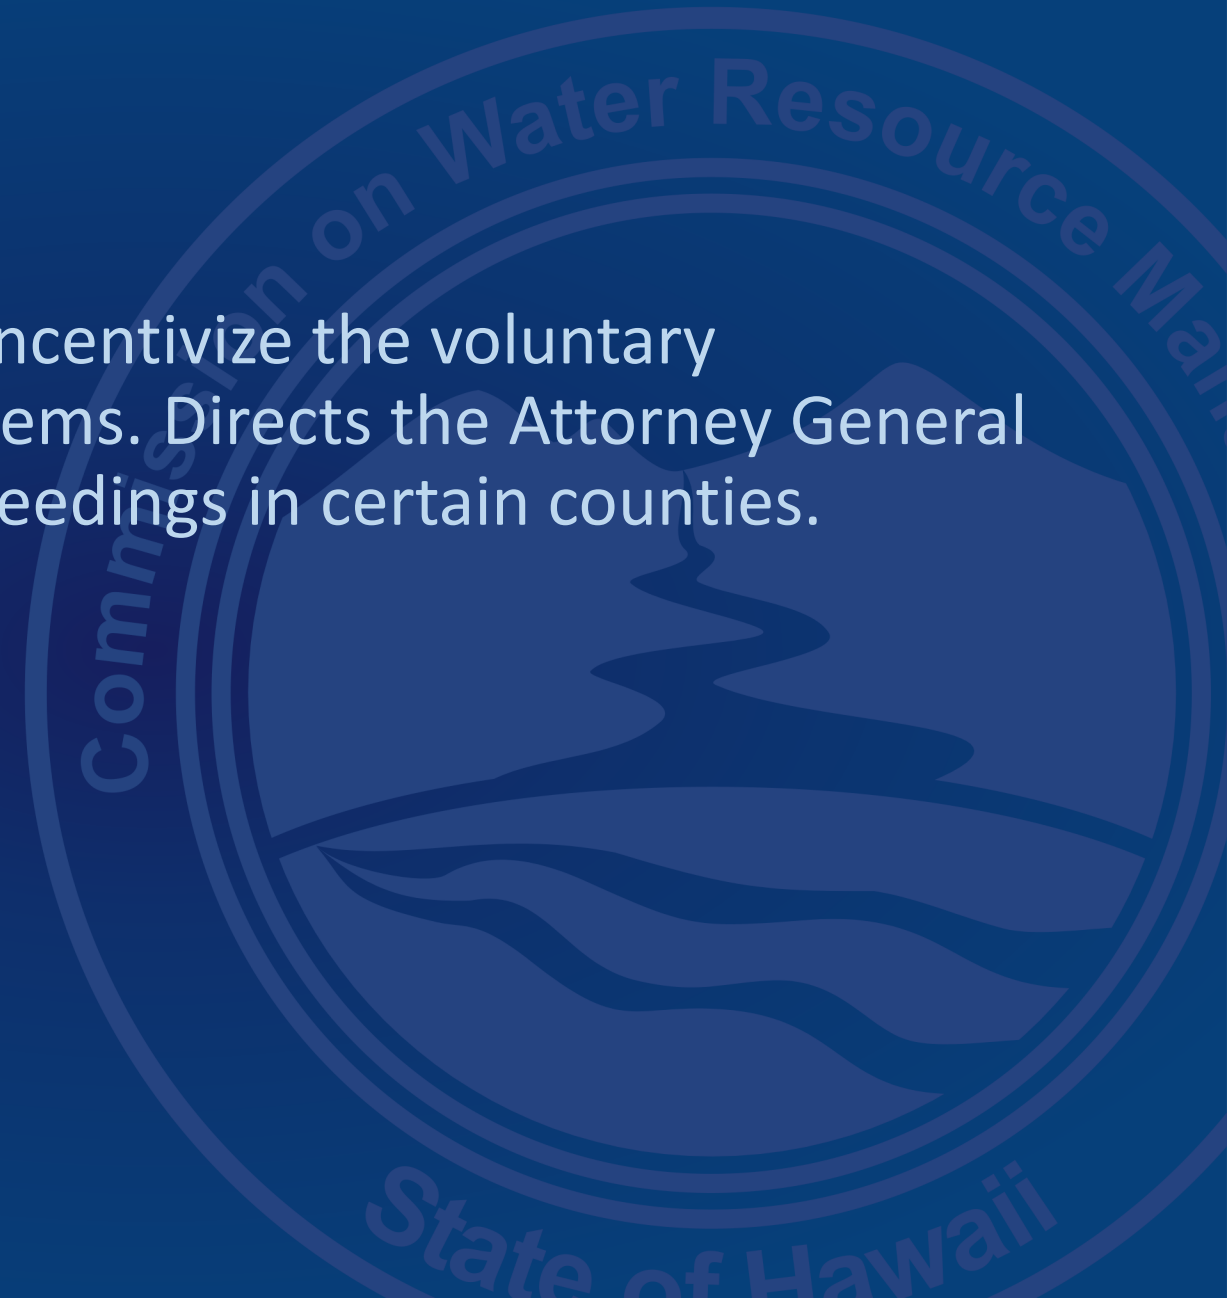 ncentivize the voluntary
ems. Directs the Attorney General
eedings in certain counties.
Commission on Water Resource Man
State of Hawaii